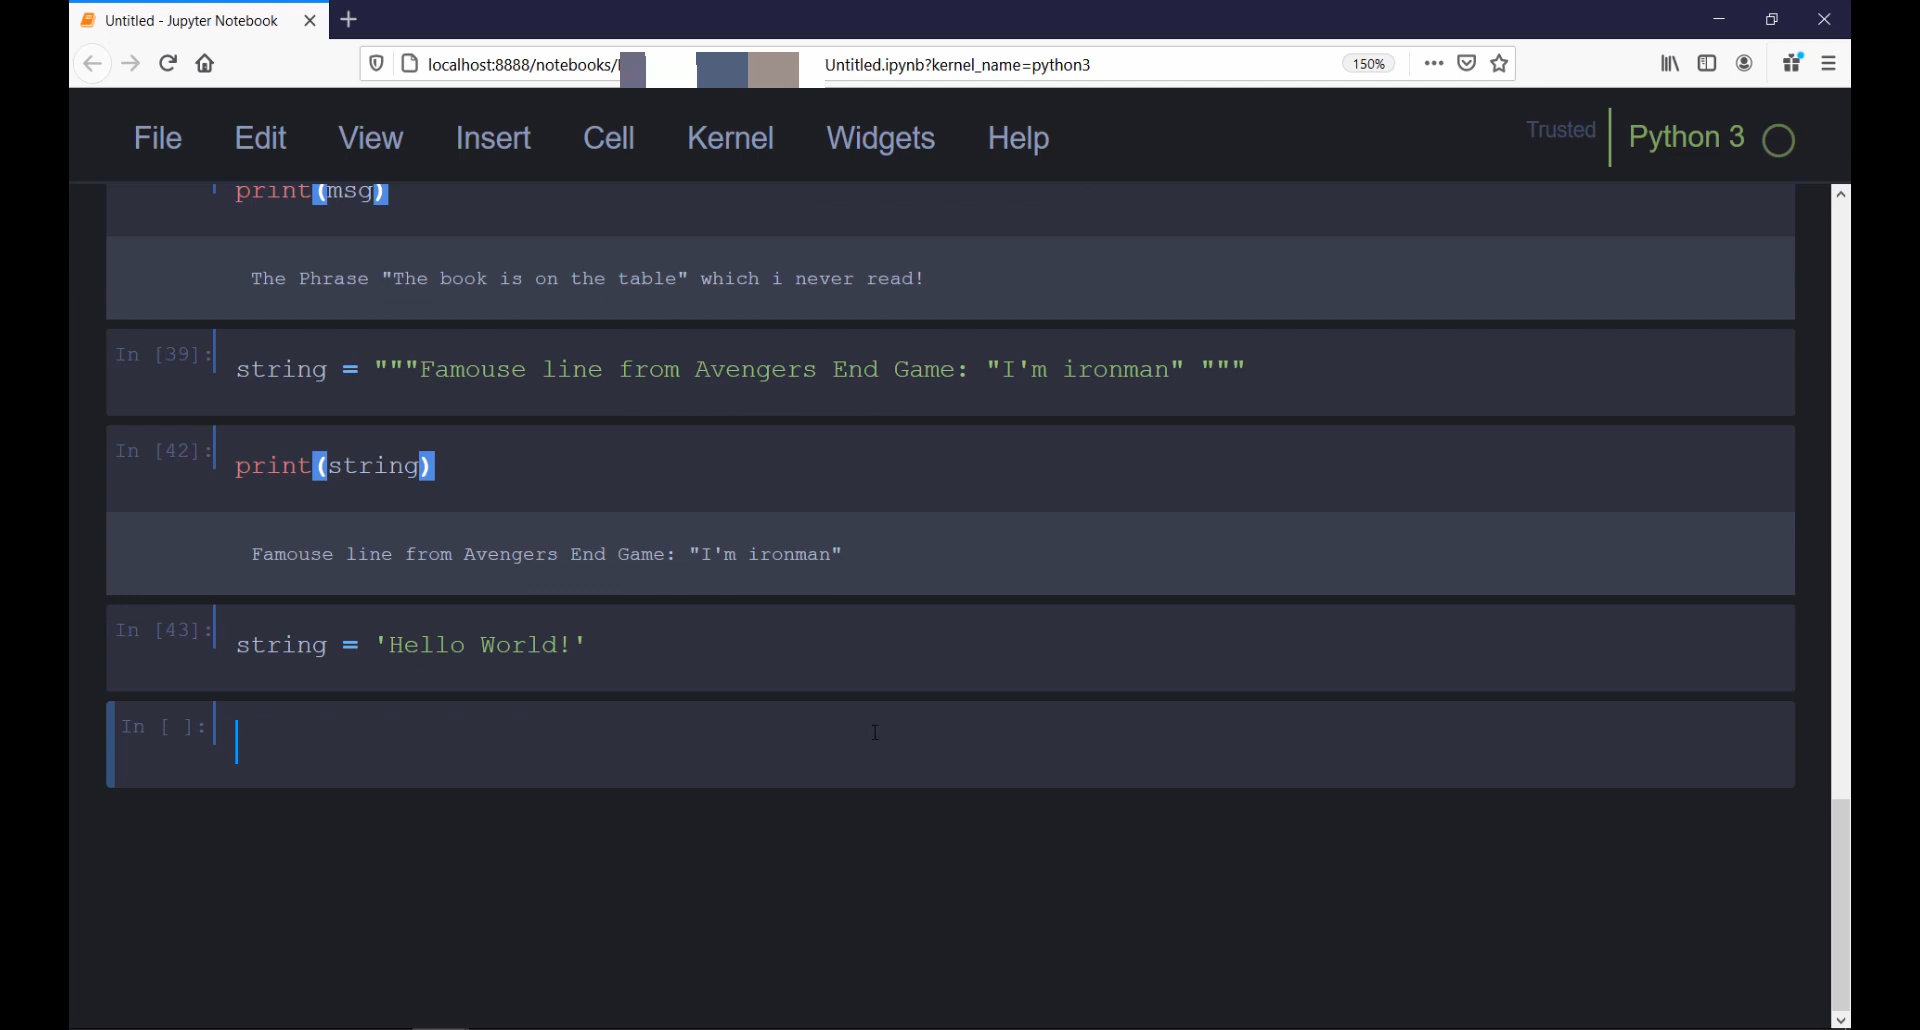 Untitled - Jupyter Notebook
localhost:8888/notebooks/ Untitled.ipynb?kernel_name=python3 150%
File Edit View Insert Cell Kernel Widgets Help Trusted Python 3
print(msg)
The Phrase "The book is on the table" which i never read!
In [39]: string = """Famouse line from Avengers End Game: "I'm ironman" """
In [42]: print(string)
Famouse line from Avengers End Game: "I'm ironman"
In [43]: string = 'Hello World!'
In [ ]: